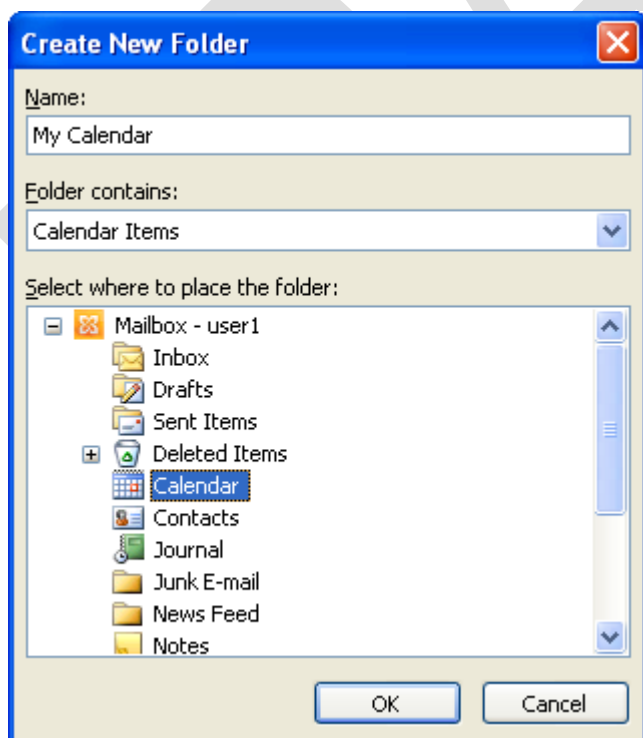 Create New Folder
Name:
My Calendar
Folder contains:
Calendar Items
Select where to place the folder:
Mailbox - user1
Inbox
Drafts
Sent Items
Deleted Items
Calendar
Contacts
Journal
Junk E-mail
News Feed
Notes
OK Cancel